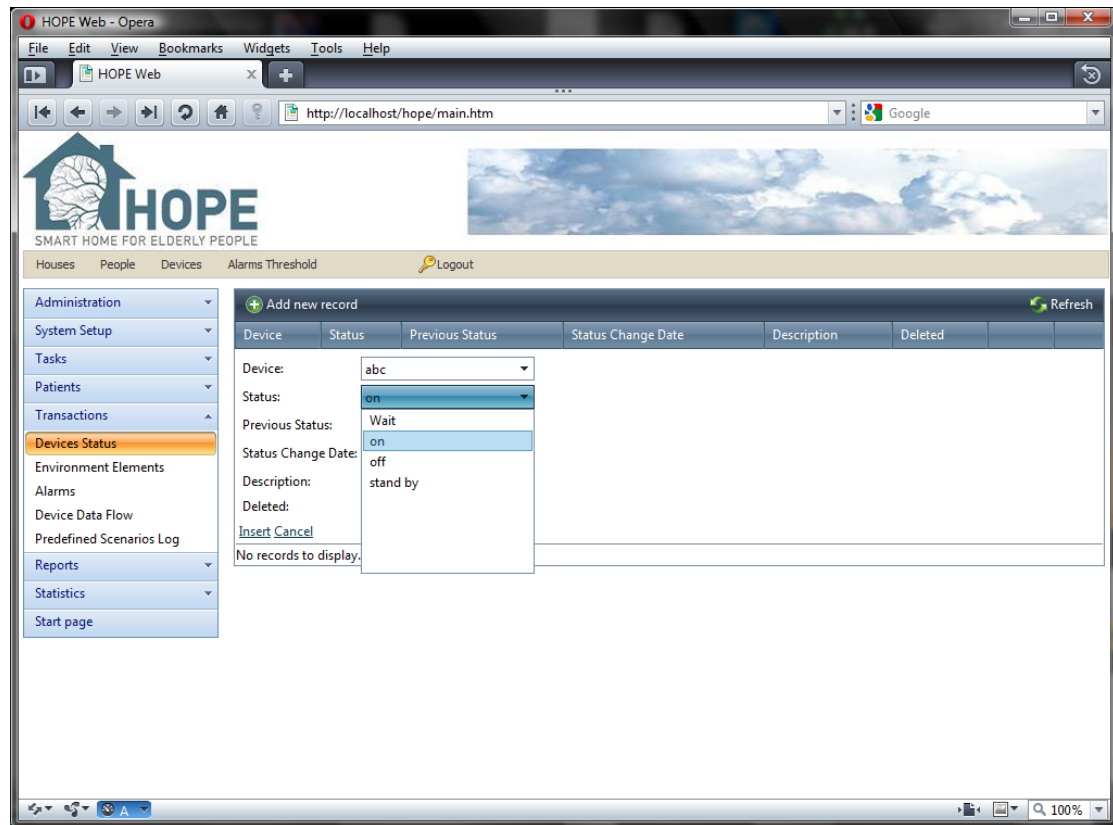 HOPE Web - Opera
File Edit View Bookmarks Widgets Tools Help
HOPE Web
http://localhost/hope/main.htm Google
HOPE
SMART HOME FOR ELDERLY PEOPLE
Houses People Devices Alarms Threshold Logout
Administration
System Setup
Tasks
Patients
Transactions
Devices Status
Environment Elements
Alarms
Device Data Flow
Predefined Scenarios Log
Reports
Statistics
Start page
Add new record Refresh
Device Status Previous Status Status Change Date Description Deleted
Device: abc
Status: on
Previous Status:
Status Change Date:
Description:
Deleted:
Wait
on
off
stand by
Insert Cancel
No records to display.
A 100%